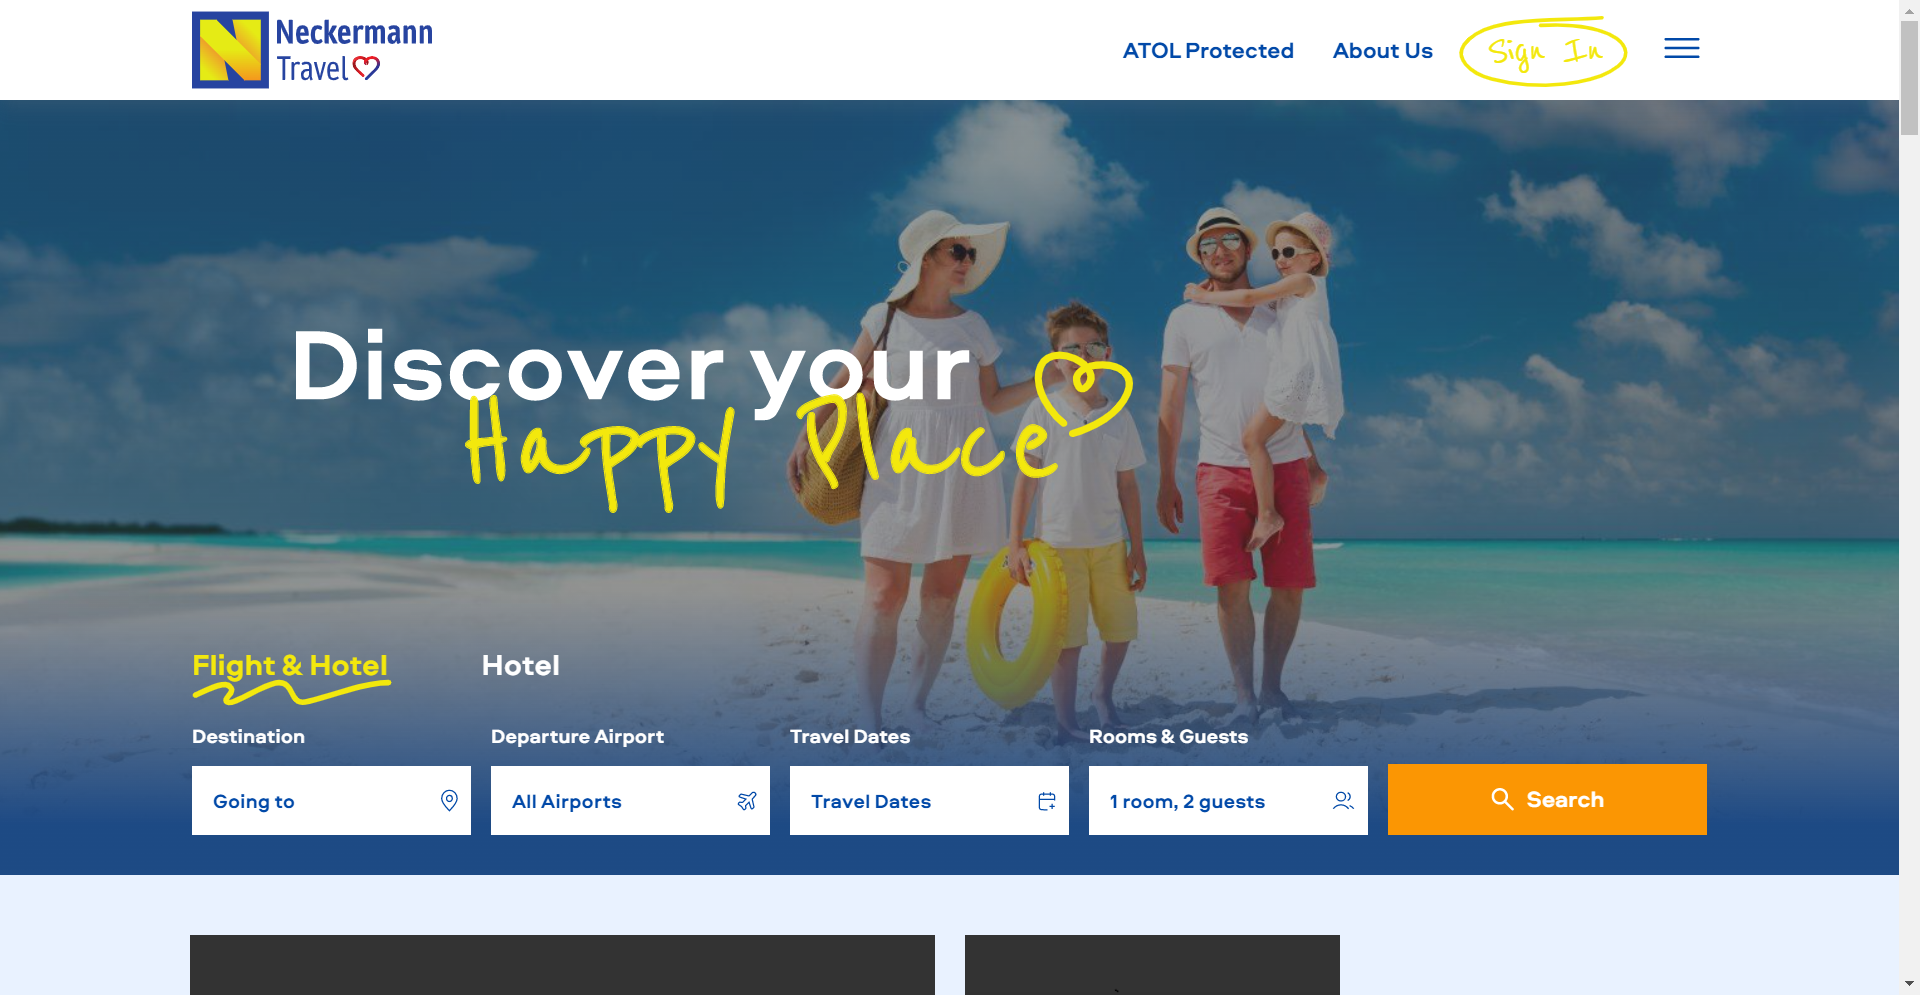 Neckermann
Travel
ATOL Protected
About Us
Sign In
Discover your
Happy Place
Flight & Hotel
Hotel
Destination
Departure Airport
Travel Dates
Rooms & Guests
Going to
All Airports
Travel Dates
1 room, 2 guests
Search